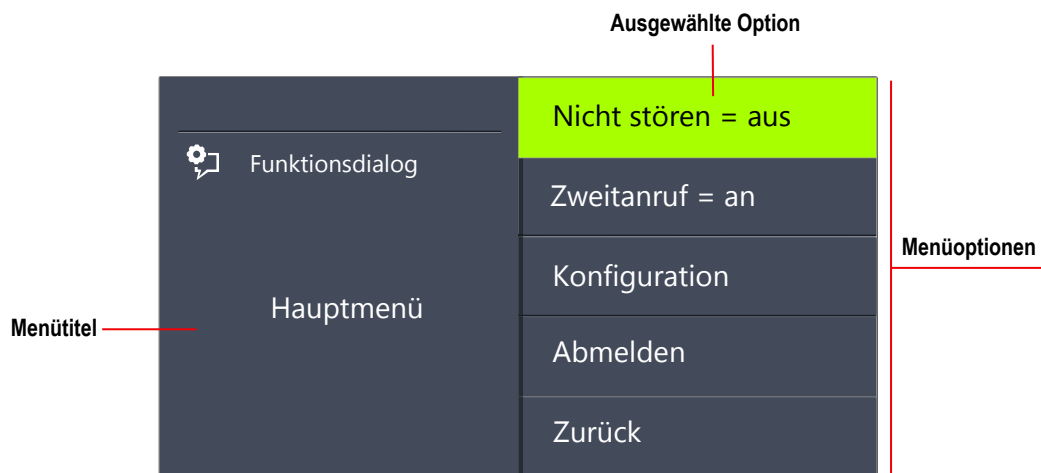 Ausgewählte Option
Nicht stören = aus
Funktionsdialog
Zweitanruf = an
Menüoptionen
Konfiguration
Hauptmenü
Menütitel
Abmelden
Zurück